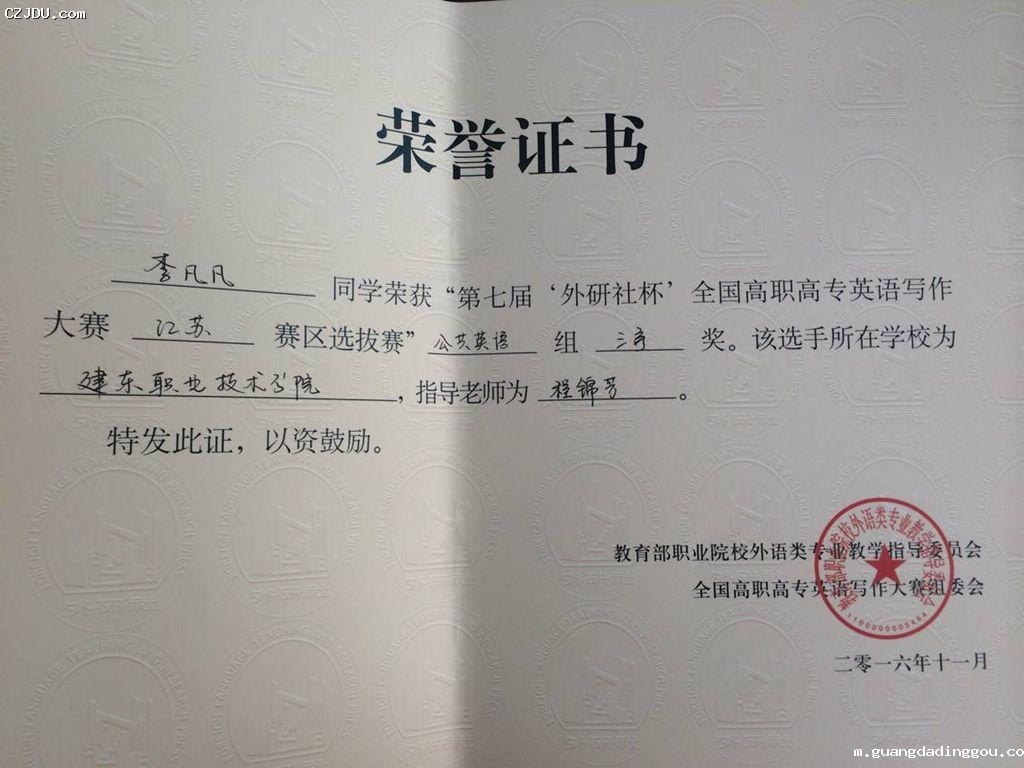 CZJDU.com
荣誉证书
李凡凡 同学荣获“第七届‘外研社杯’全国高职高专英语写作
大赛 江苏 赛区选拔赛”公共英语 组 三等 奖。该选手所在学校为
建东职业技术学院，指导老师为 程锦芳。
特发此证，以资鼓励。
教育部职业院校外语类专业教学指导委员会
全国高职高专英语写作大赛组委会
二零一六年十一月
m.guangdadinggou.co